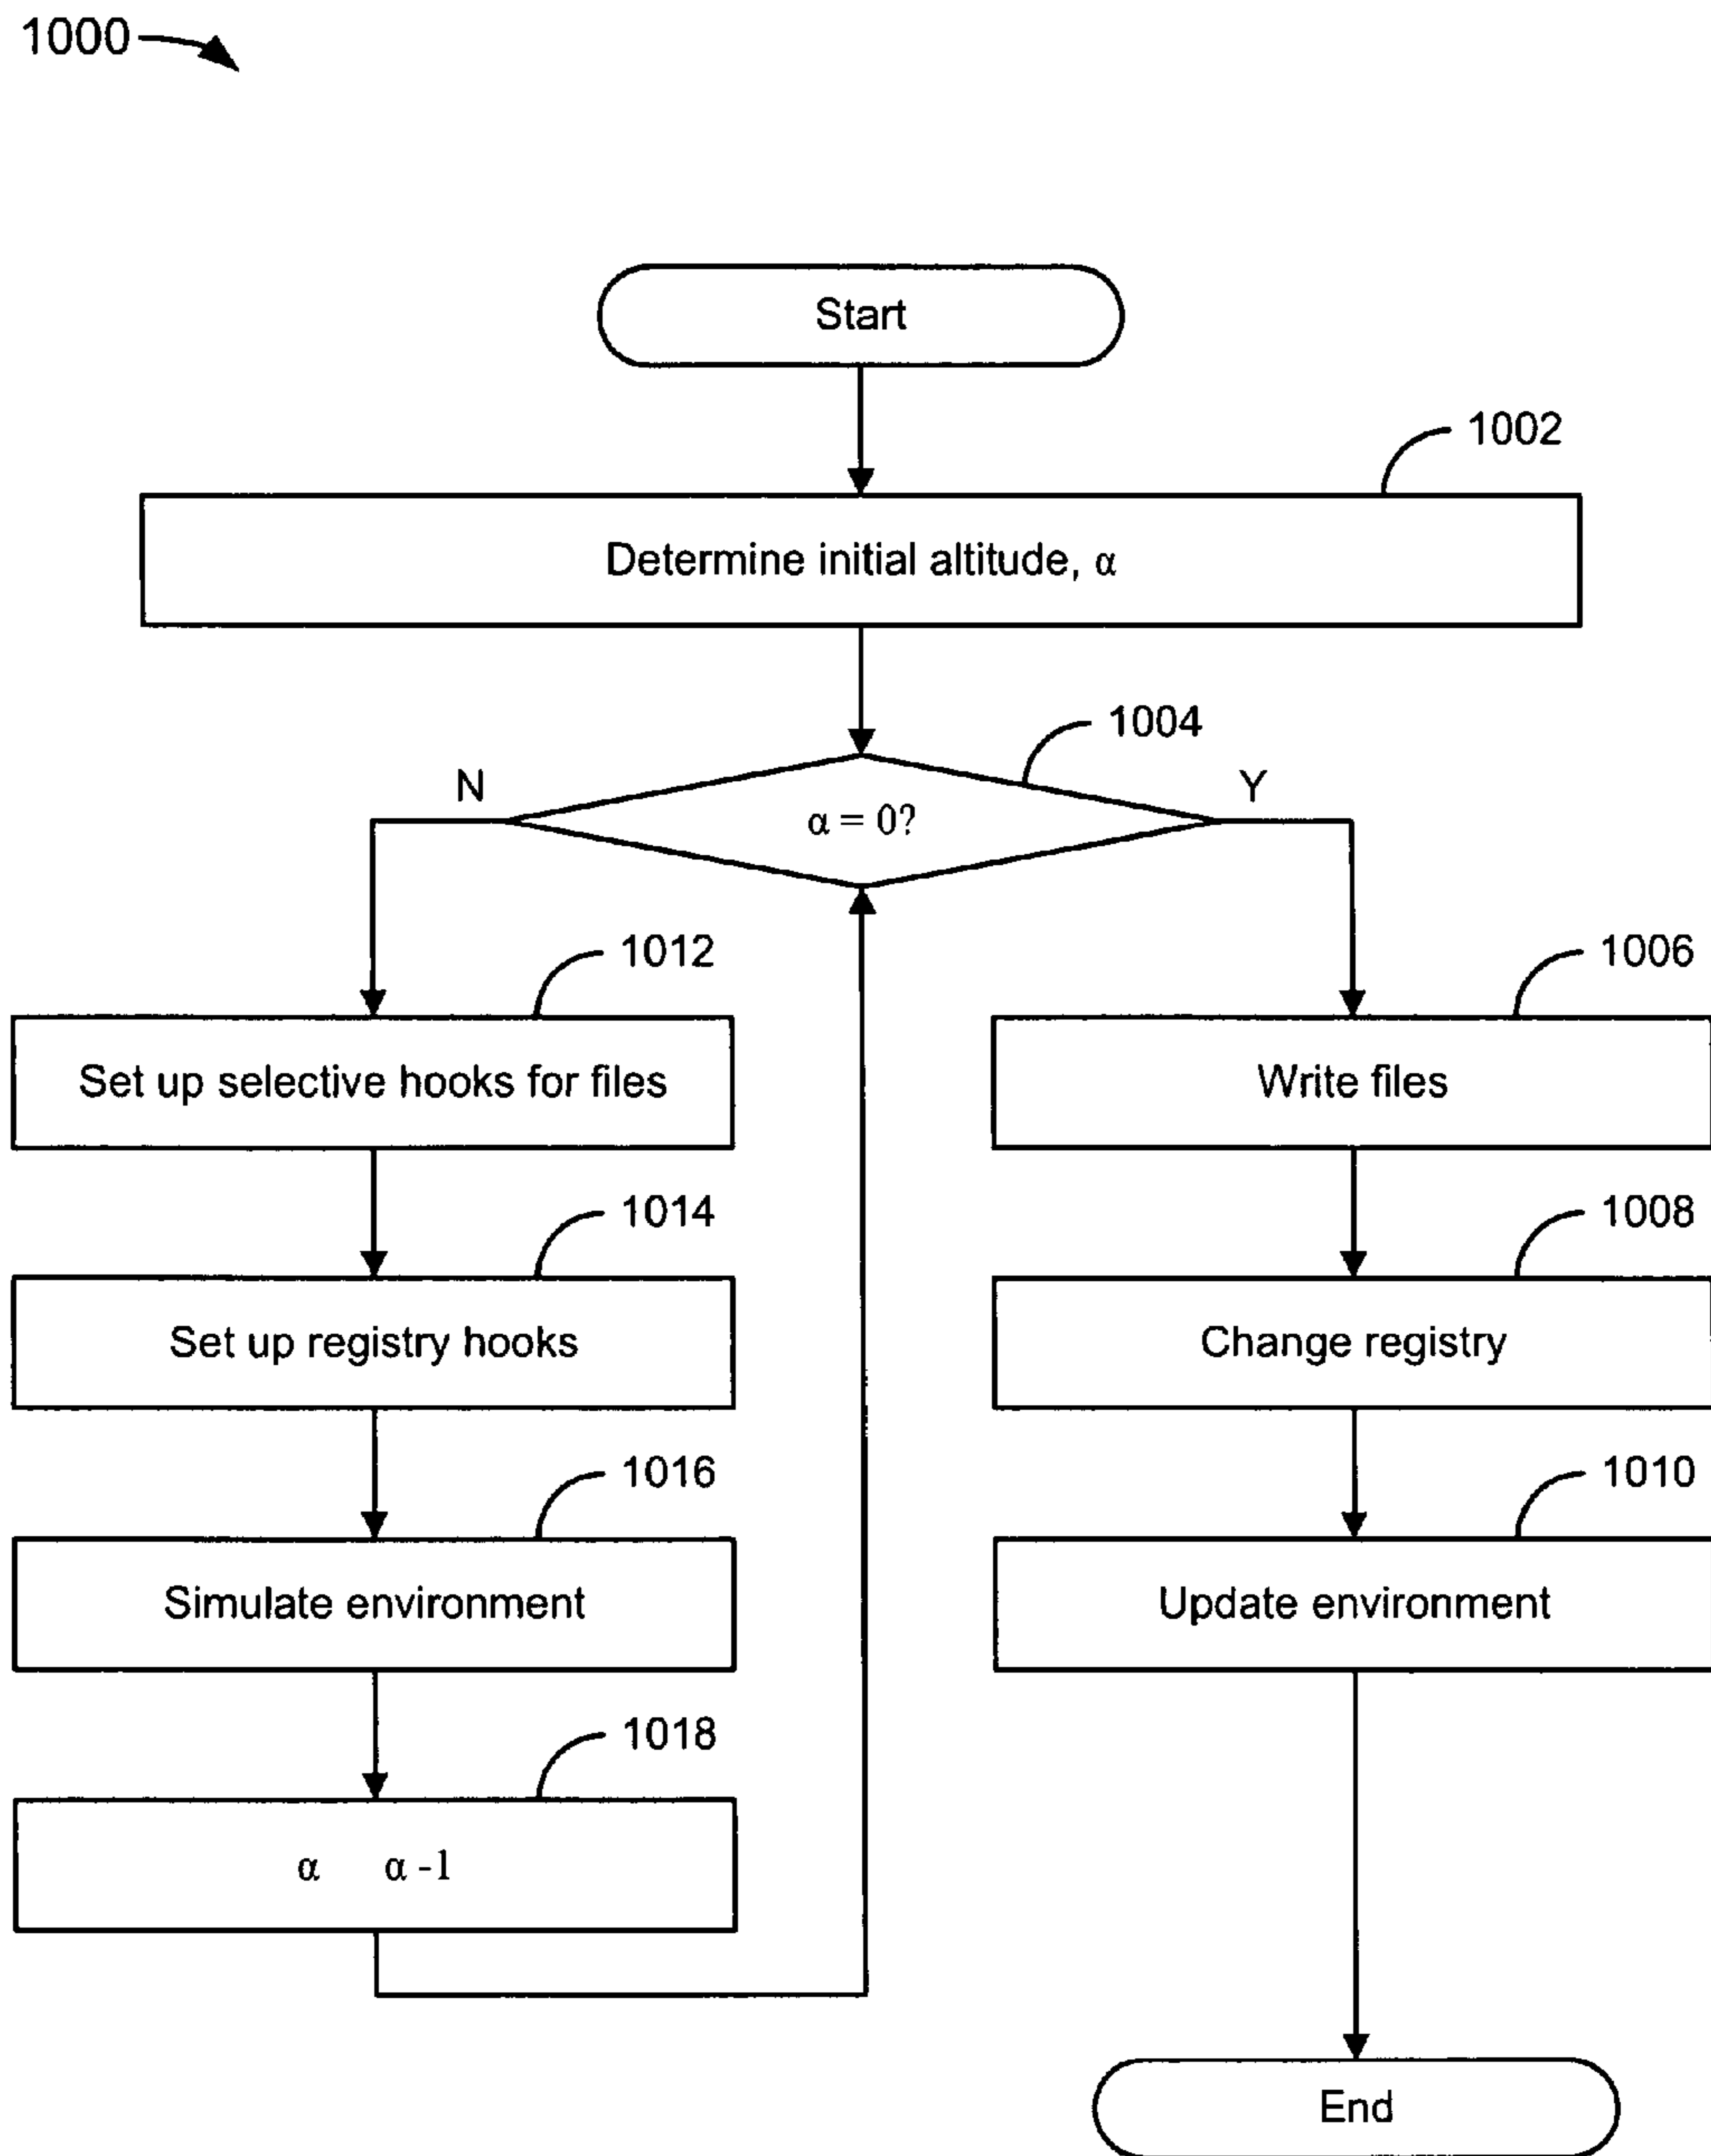 1000
Start
1002
Determine initial altitude, α
1004
N
Y
α = 0?
1012
1006
Set up selective hooks for files
Write files
1014
1008
Set up registry hooks
Change registry
1016
1010
Simulate environment
Update environment
1018
α α -1
End